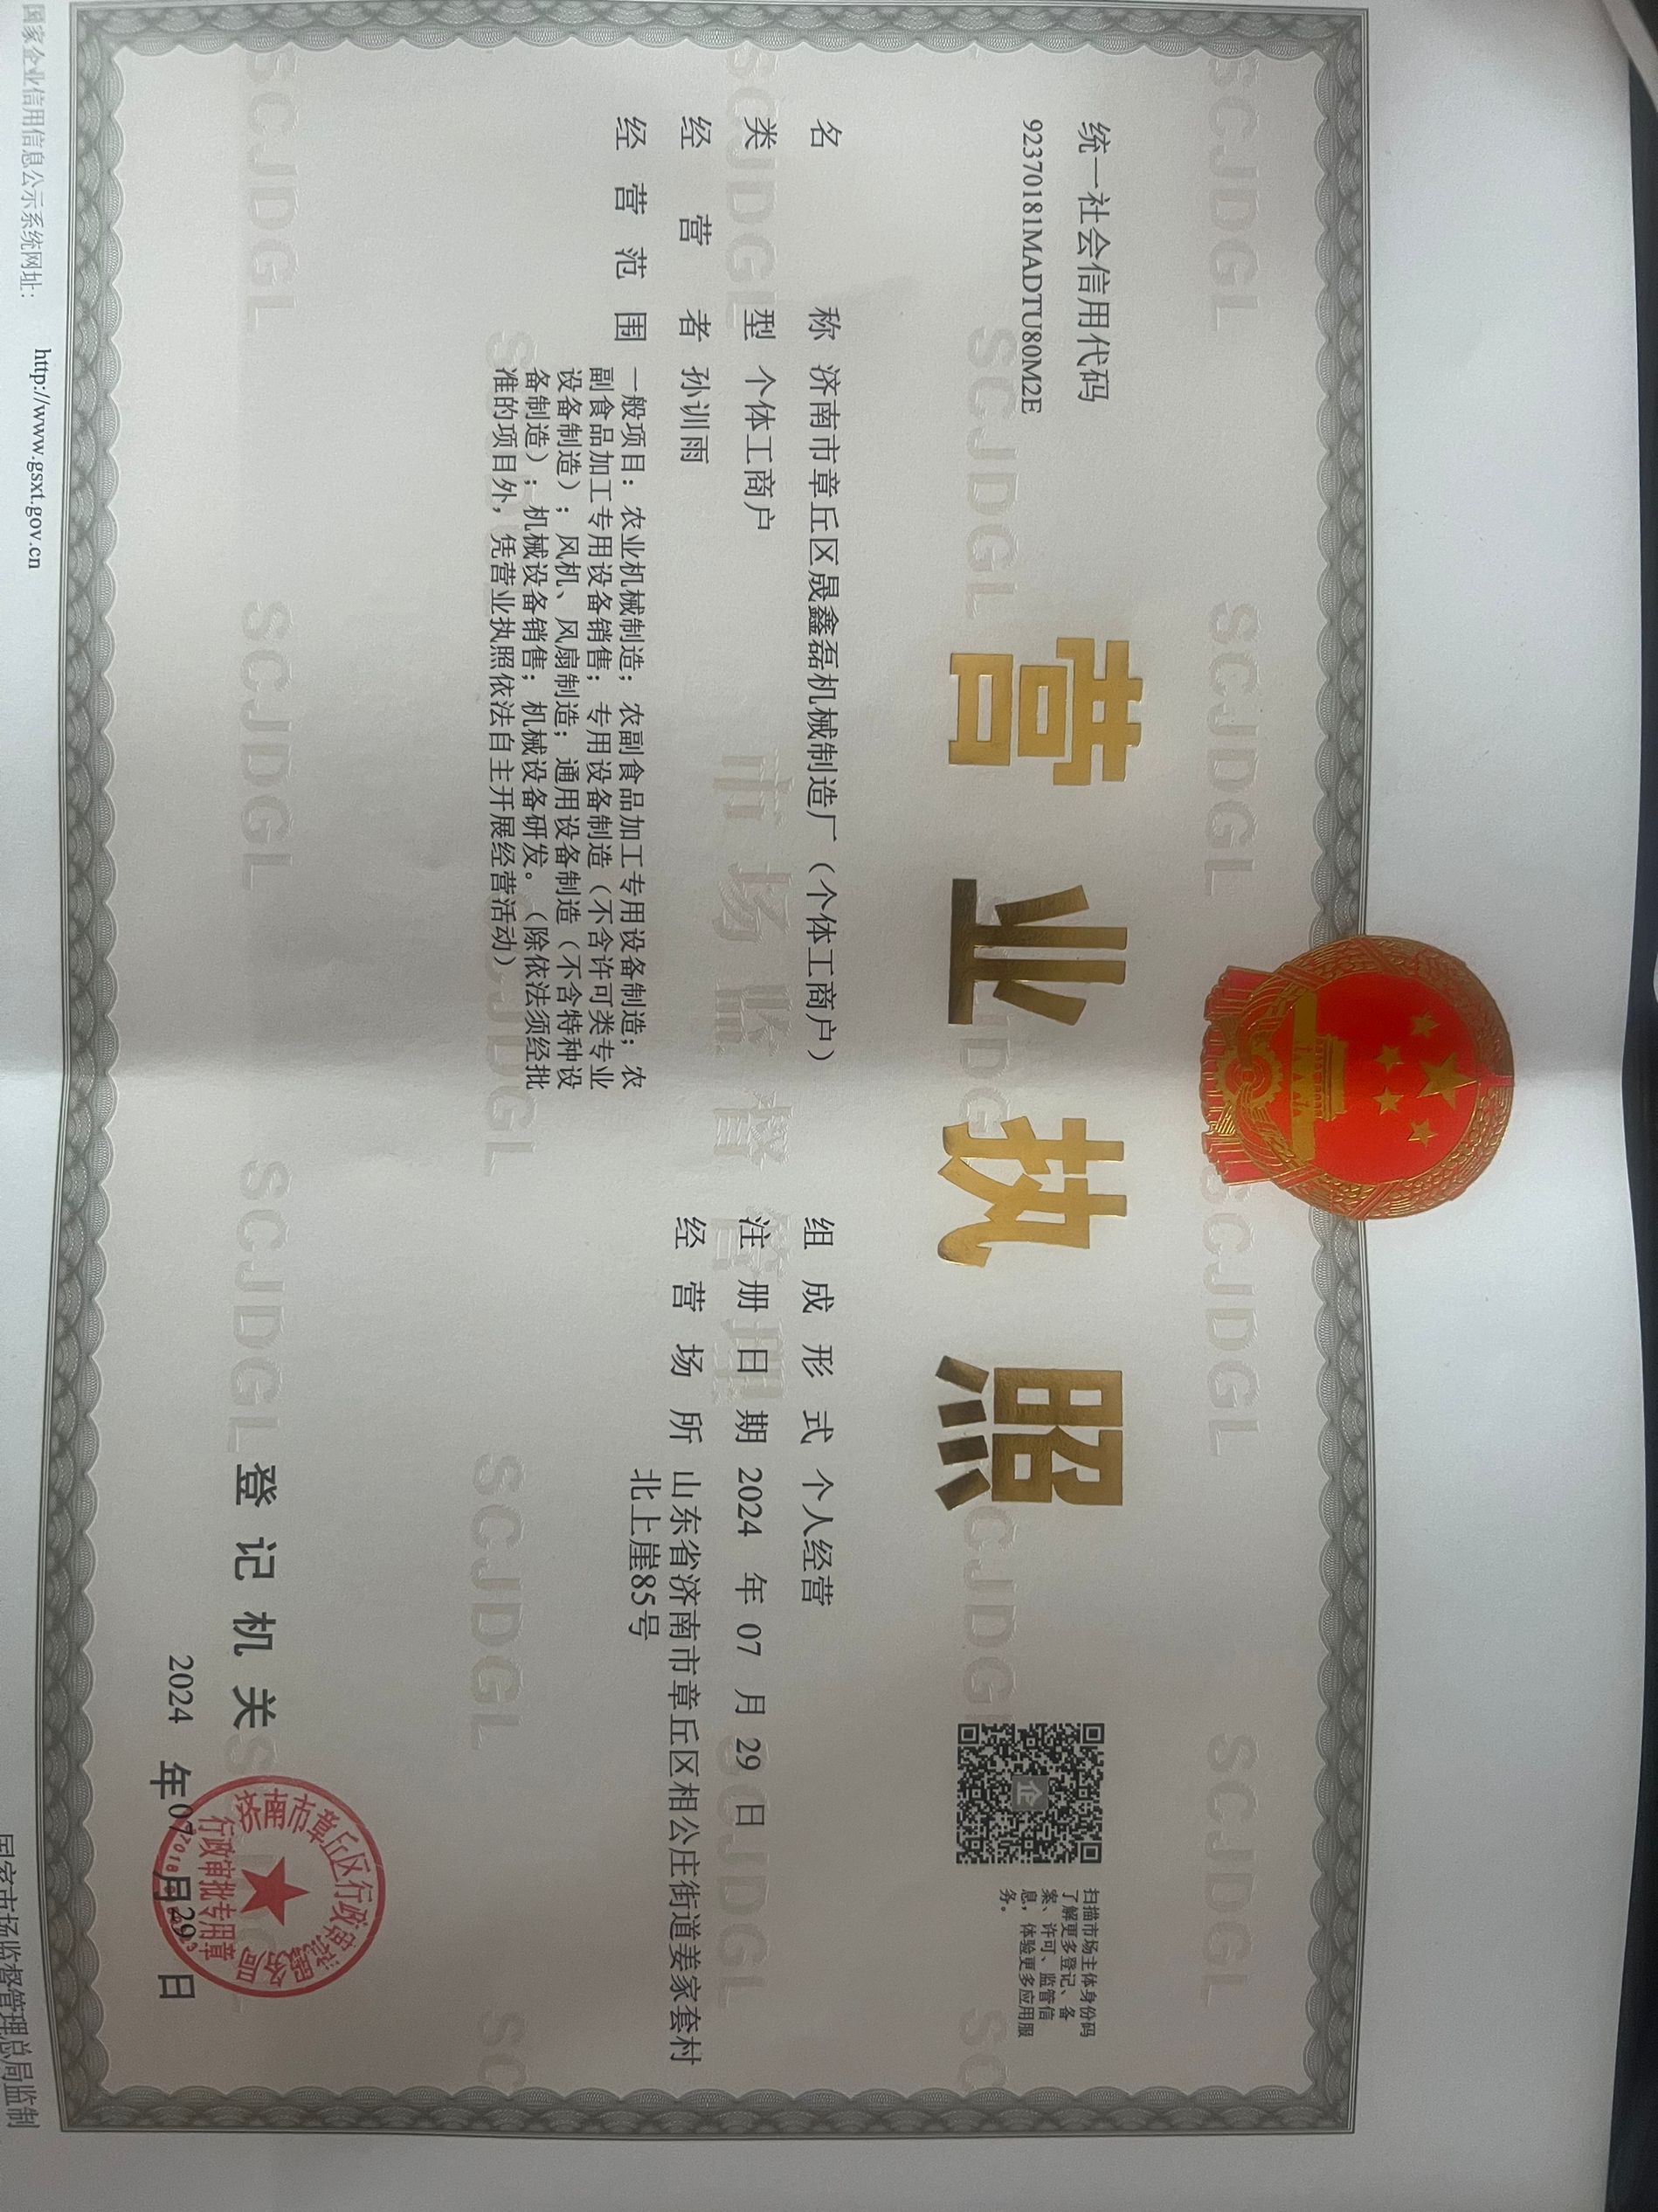 统一社会信用代码
92370181MADTU80M2E
营业执照
企
扫描市场主体身份码
了解更多登记、备
案、许可、监管信
息，体验更多应用服
务。
名称 济南市章丘区晟鑫磊机械制造厂（个体工商户）
类型 个体工商户
经营者 孙训雨
经营范围 一般项目：农业机械制造；农副食品加工专用设备制造；农
副食品加工专用设备销售；专用设备制造（不含许可类专业
设备制造）；风机、风扇制造；通用设备制造（不含特种设
备制造）；机械设备销售；机械设备研发。（除依法须经批
准的项目外，凭营业执照依法自主开展经营活动）
组成形式 个人经营
注册日期 2024 年 07 月 29 日
经营场所 山东省济南市章丘区相公庄街道姜家套村
北上崖85号
登记机关
2024 年 07 月 29 日
济南市章丘区行政审批服务局
行政审批专用章
SCJDGL
市场监督管理
国家企业信用信息公示系统网址：
http://www.gsxt.gov.cn
国家市场监督管理总局监制